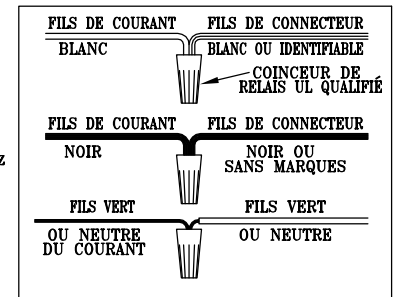 FILS DE COURANT FILS DE CONNECTEUR
BLANC BLANC OU IDENTIFIABLE
COINCEUR DE
RELAIS UL QUALIFIÉ
FILS DE COURANT FILS DE CONNECTEUR
Z
NOIR NOIR OU
SANS MARQUES
FILS VERT FILS VERT
OU NEUTRE OU NEUTRE
DU COURANT